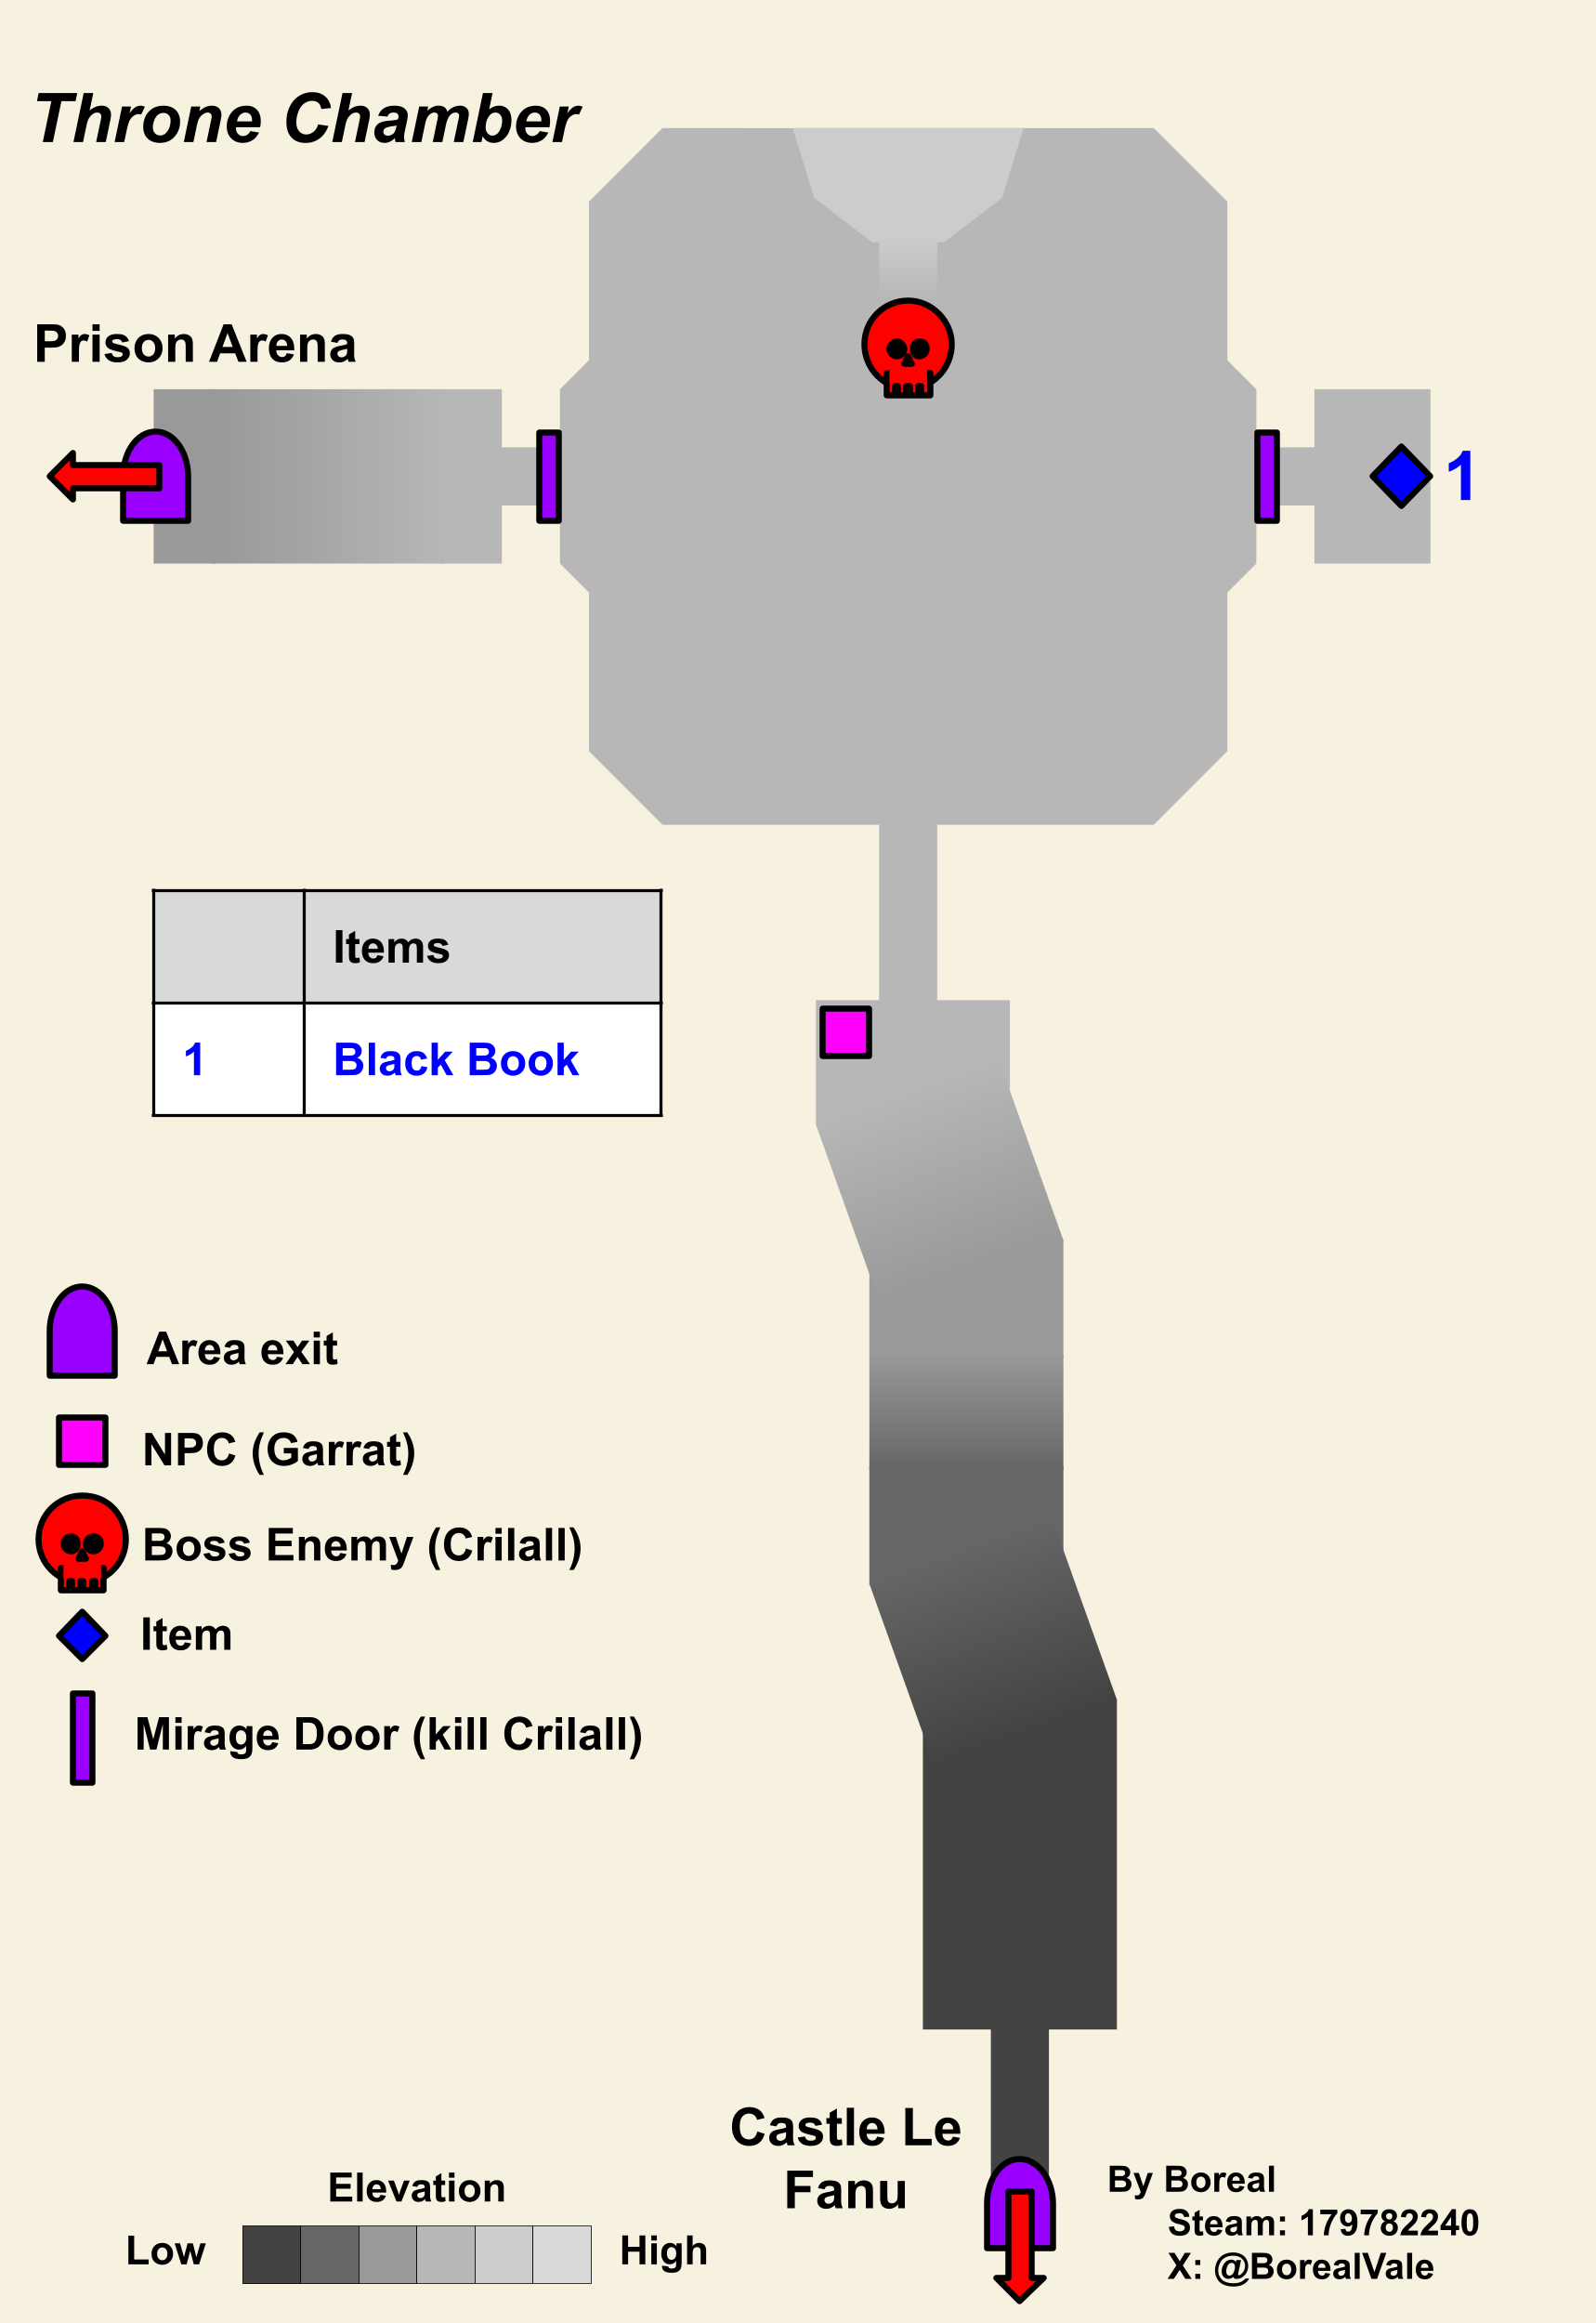 Throne Chamber
Prison Arena
1
Items
1 Black Book
Area exit
NPC (Garrat)
Boss Enemy (Crilall)
Item
Mirage Door (kill Crilall)
Castle Le
Fanu
Elevation
Low High
By Boreal
Steam: 179782240
X: @BorealVale